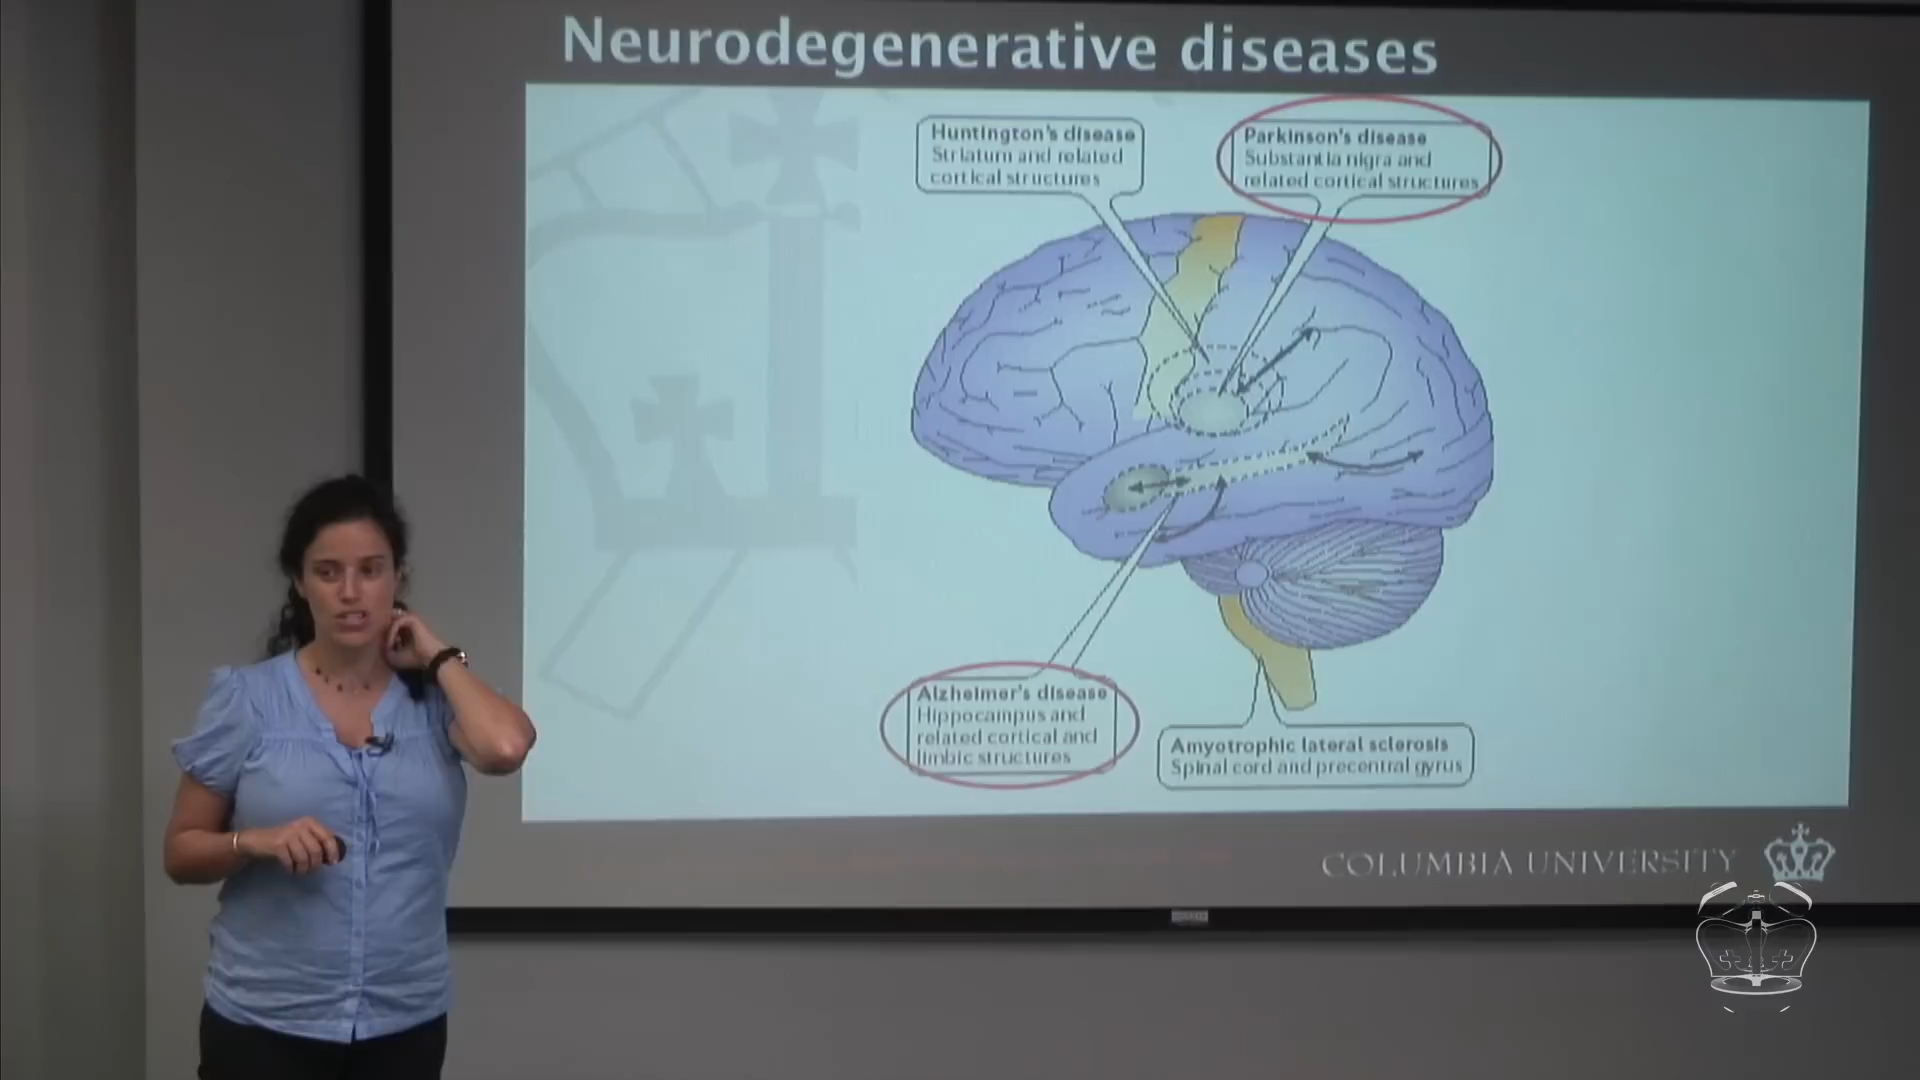 Neurodegenerative diseases
Huntington's disease
Striatum and related
cortical structures
Parkinson's disease
Substantia nigra and
related cortical structures
Alzheimer's disease
Hippocampus and
related cortical and
limbic structures
Amyotrophic lateral sclerosis
Spinal cord and precentral gyrus
COLUMBIA UNIVERSITY